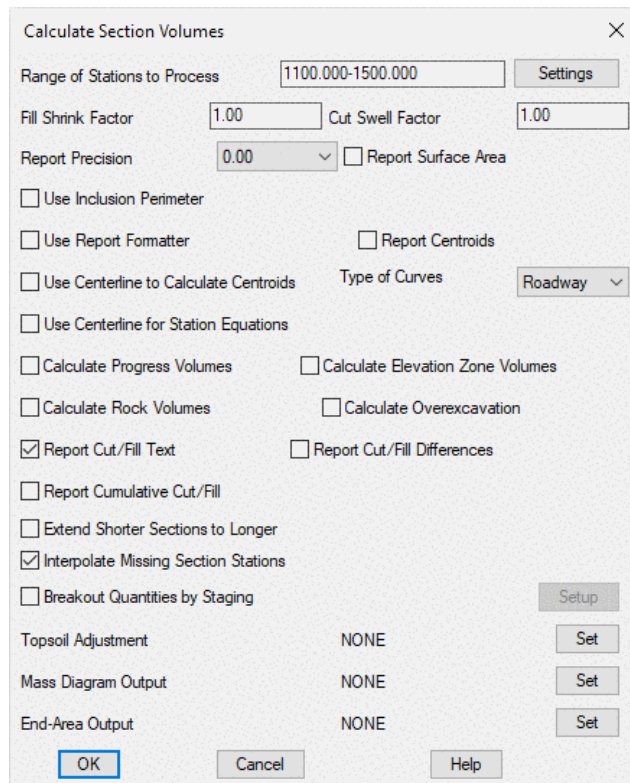 Calculate Section Volumes
Range of Stations to Process 1100.000-1500.000 Settings
Fill Shrink Factor 1.00 Cut Swell Factor 1.00
Report Precision 0.00 Report Surface Area
Use Inclusion Perimeter
Use Report Formatter Report Centroids
Use Centerline to Calculate Centroids Type of Curves Roadway
Use Centerline for Station Equations
Calculate Progress Volumes Calculate Elevation Zone Volumes
Calculate Rock Volumes Calculate Overexcavation
Report Cut/Fill Text Report Cut/Fill Differences
Report Cumulative Cut/Fill
Extend Shorter Sections to Longer
Interpolate Missing Section Stations
Breakout Quantities by Staging Setup
Topsoil Adjustment NONE Set
Mass Diagram Output NONE Set
End-Area Output NONE Set
OK Cancel Help